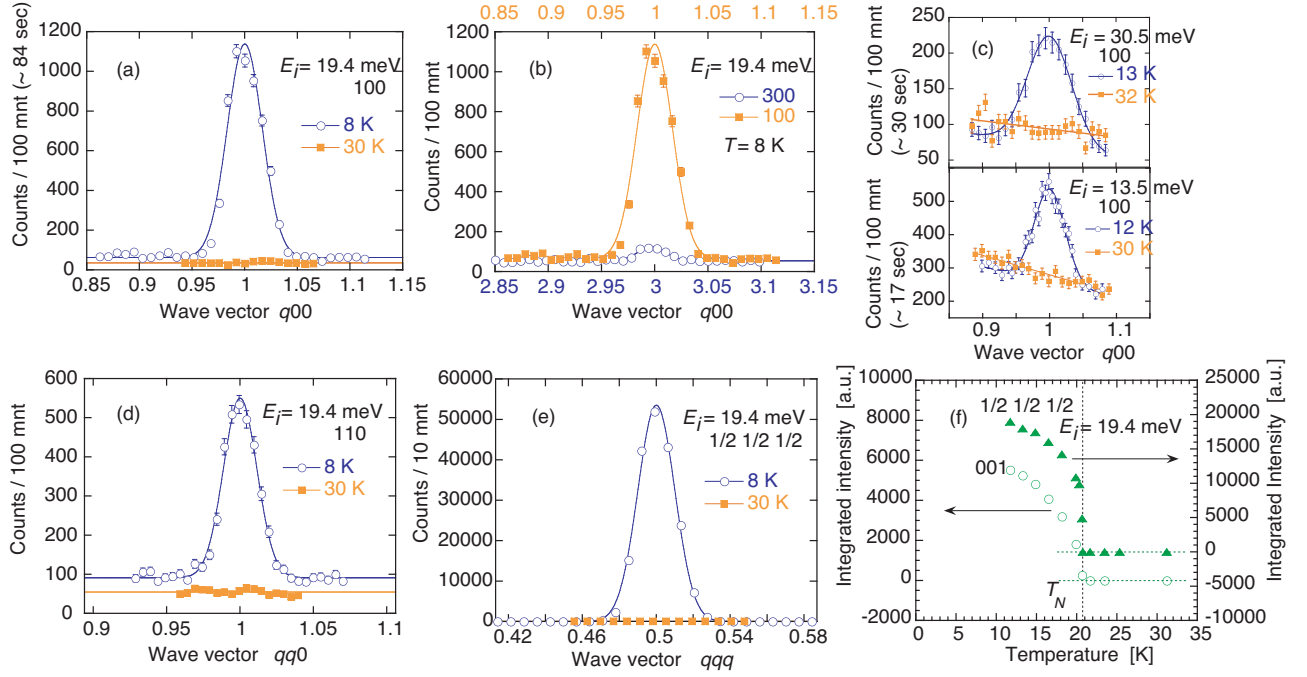 1200
1000
800
600
400
200
0
Counts / 100 mnt (~ 84 sec)
(a)
E_i = 19.4 meV
100
8 K
30 K
0.85 0.9 0.95 1 1.05 1.1 1.15
Wave vector q00
0.85 0.95 1 1.05 1.15
1200
1000
800
600
400
200
0
Counts / 100 mnt
(b)
E_i = 19.4 meV
300
100
T = 8 K
2.85 2.9 2.95 3 3.05 3.1 3.15
Wave vector q00
250
200
150
100
50
Counts / 100 mnt
(~ 30 sec)
(c)
E_i = 30.5 meV
100
13 K
32 K
500
400
300
200
Counts / 100 mnt
(~ 17 sec)
E_i = 13.5 meV
100
12 K
30 K
0.9 1 1.1
Wave vector q00
600
500
400
300
200
100
0
Counts / 100 mnt
(d)
E_i = 19.4 meV
110
8 K
30 K
0.9 0.95 1 1.05 1.1
Wave vector qq0
60000
50000
40000
30000
20000
10000
0
Counts / 10 mnt
(e)
E_i = 19.4 meV
1/2 1/2 1/2
8 K
30 K
0.42 0.46 0.5 0.54 0.58
Wave vector qqq
10000
8000
6000
4000
2000
0
-2000
Integrated intensity [a.u.]
(f)
1/2 1/2 1/2
E_i = 19.4 meV
001
T_N
0 5 10 15 20 25 30 35
Temperature [K]
25000
20000
15000
10000
5000
0
-5000
-10000
Integrated Intensity [a.u.]